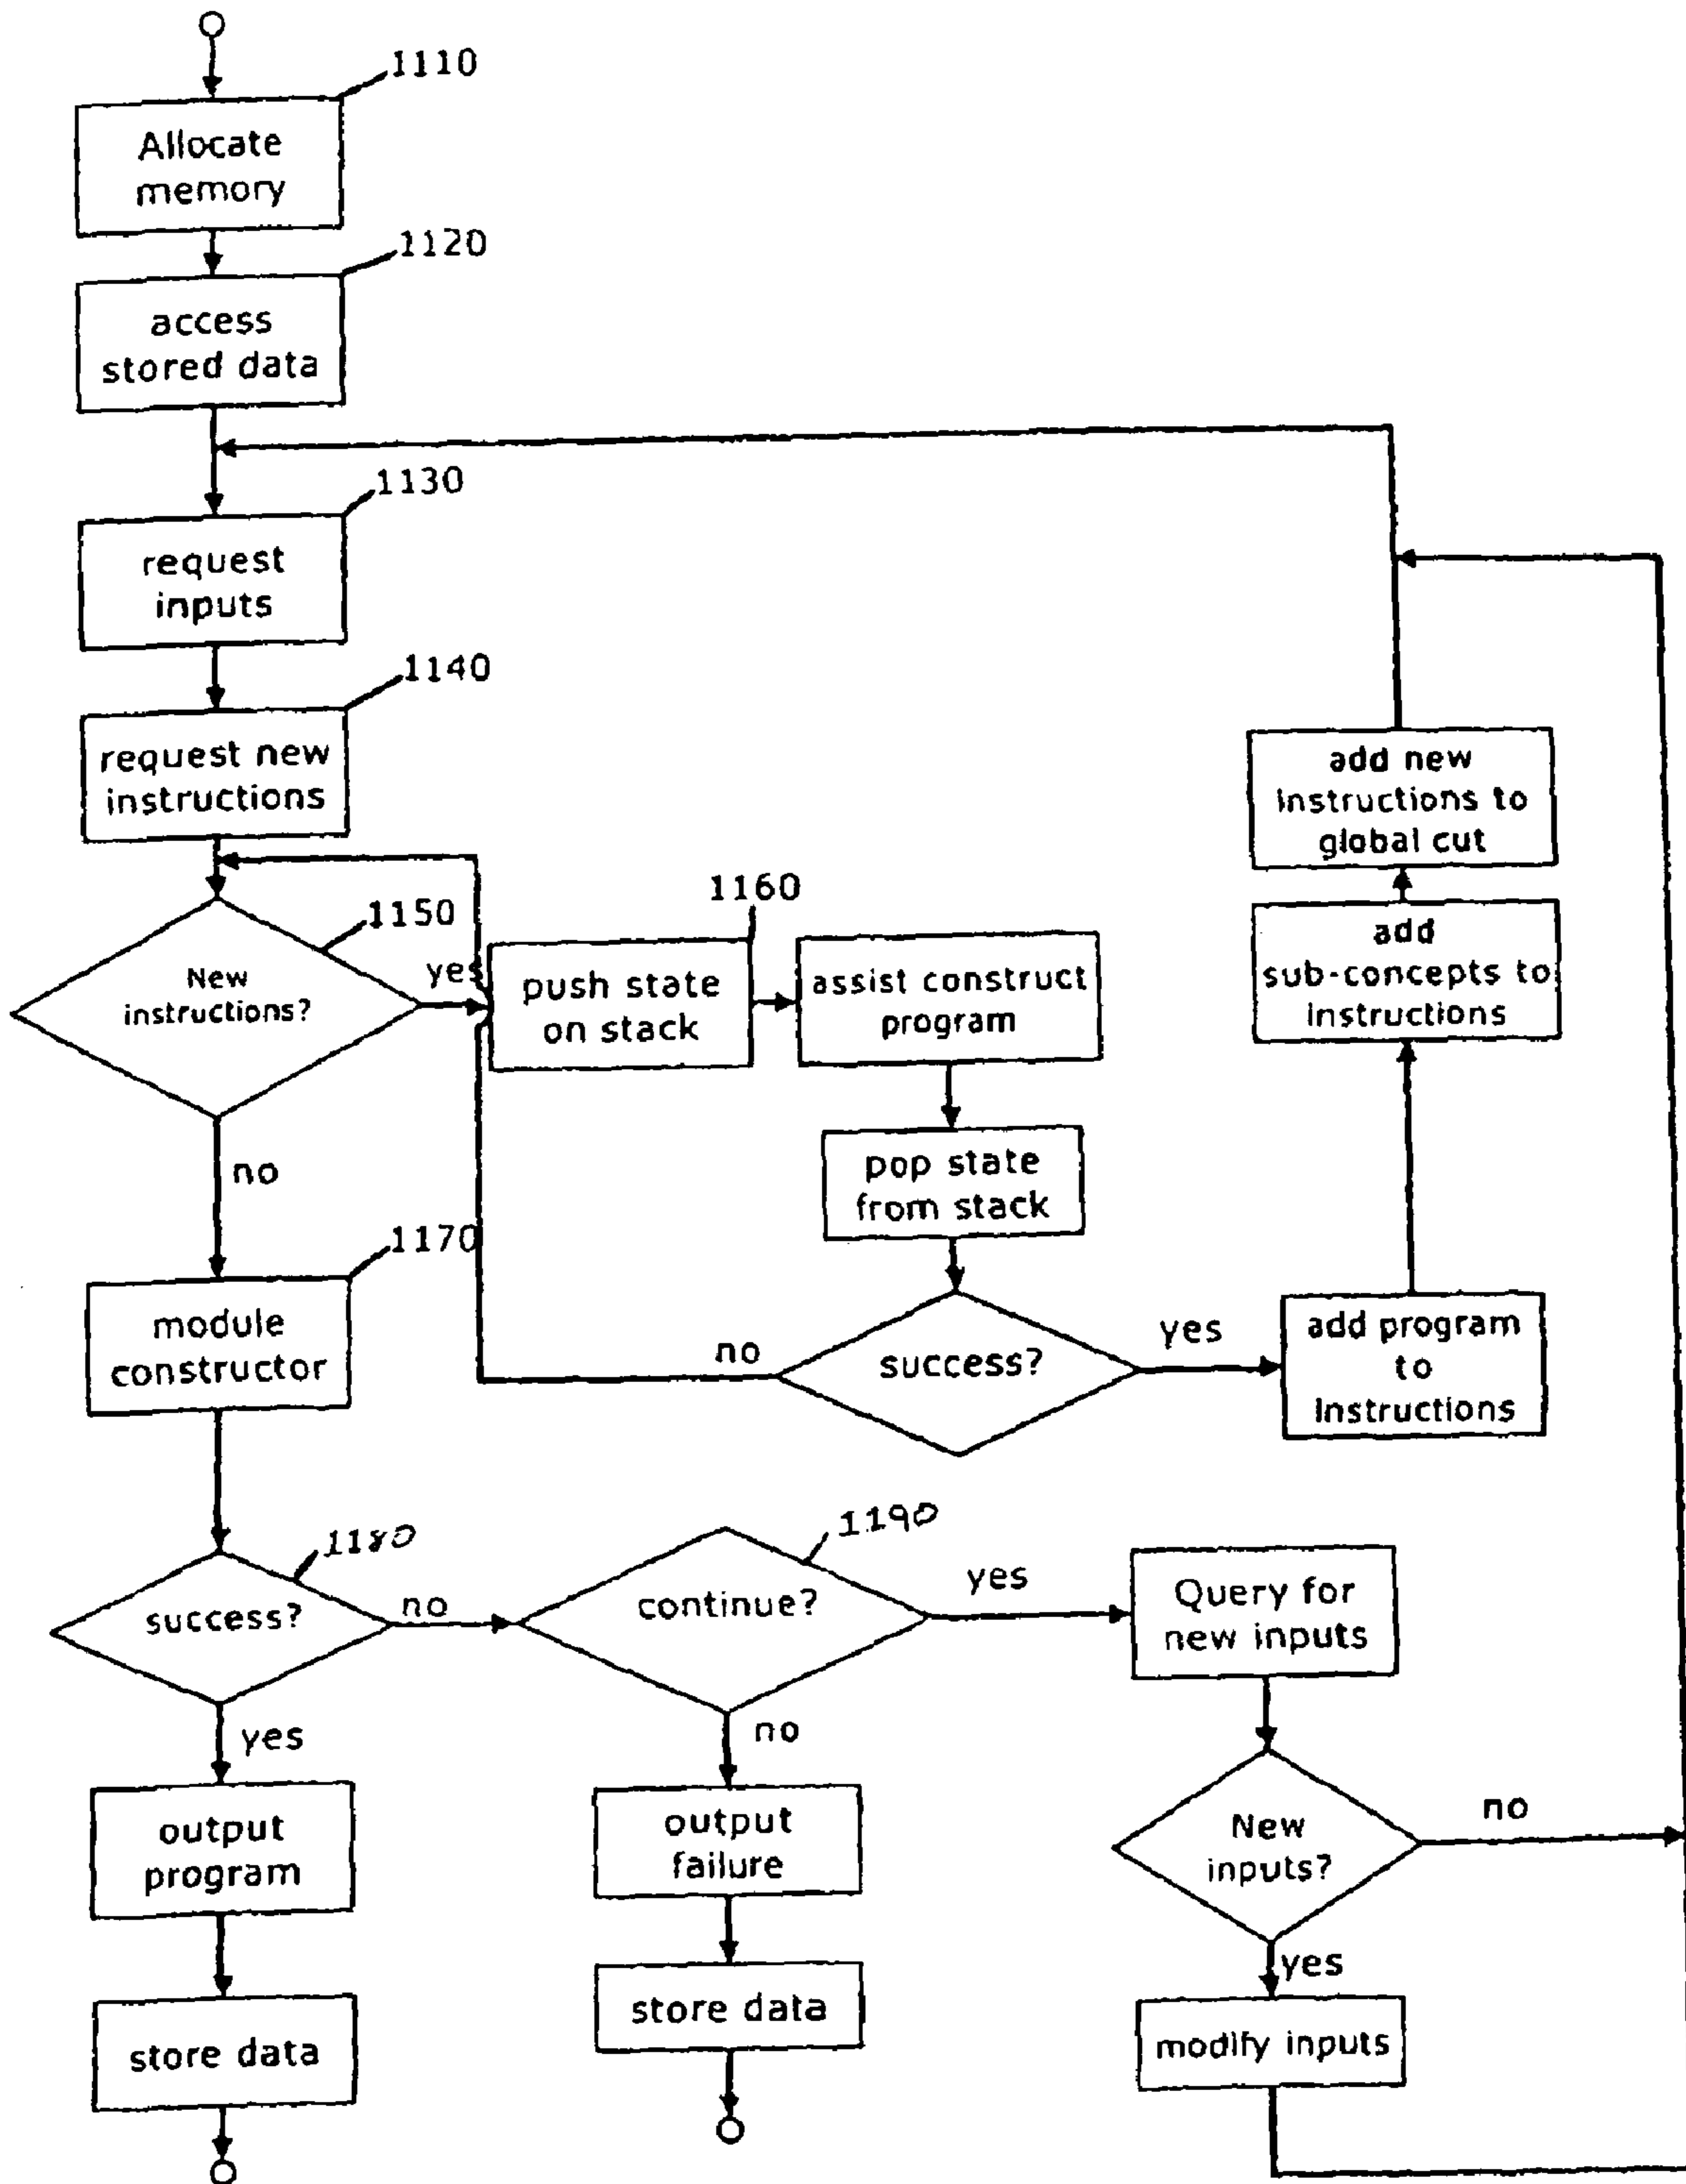 1110
Allocate
memory
1120
access
stored data
1130
request
inputs
1140
request new
instructions
add new
instructions to
global cut
1150
New
instructions?
yes
1160
push state
on stack
assist construct
program
add
sub-concepts to
instructions
no
pop state
from stack
1170
module
constructor
no
success?
yes
add program
to
instructions
1180
success?
no
1190
continue?
yes
Query for
new inputs
yes
output
program
no
output
failure
New
inputs?
no
store data
store data
yes
modify inputs